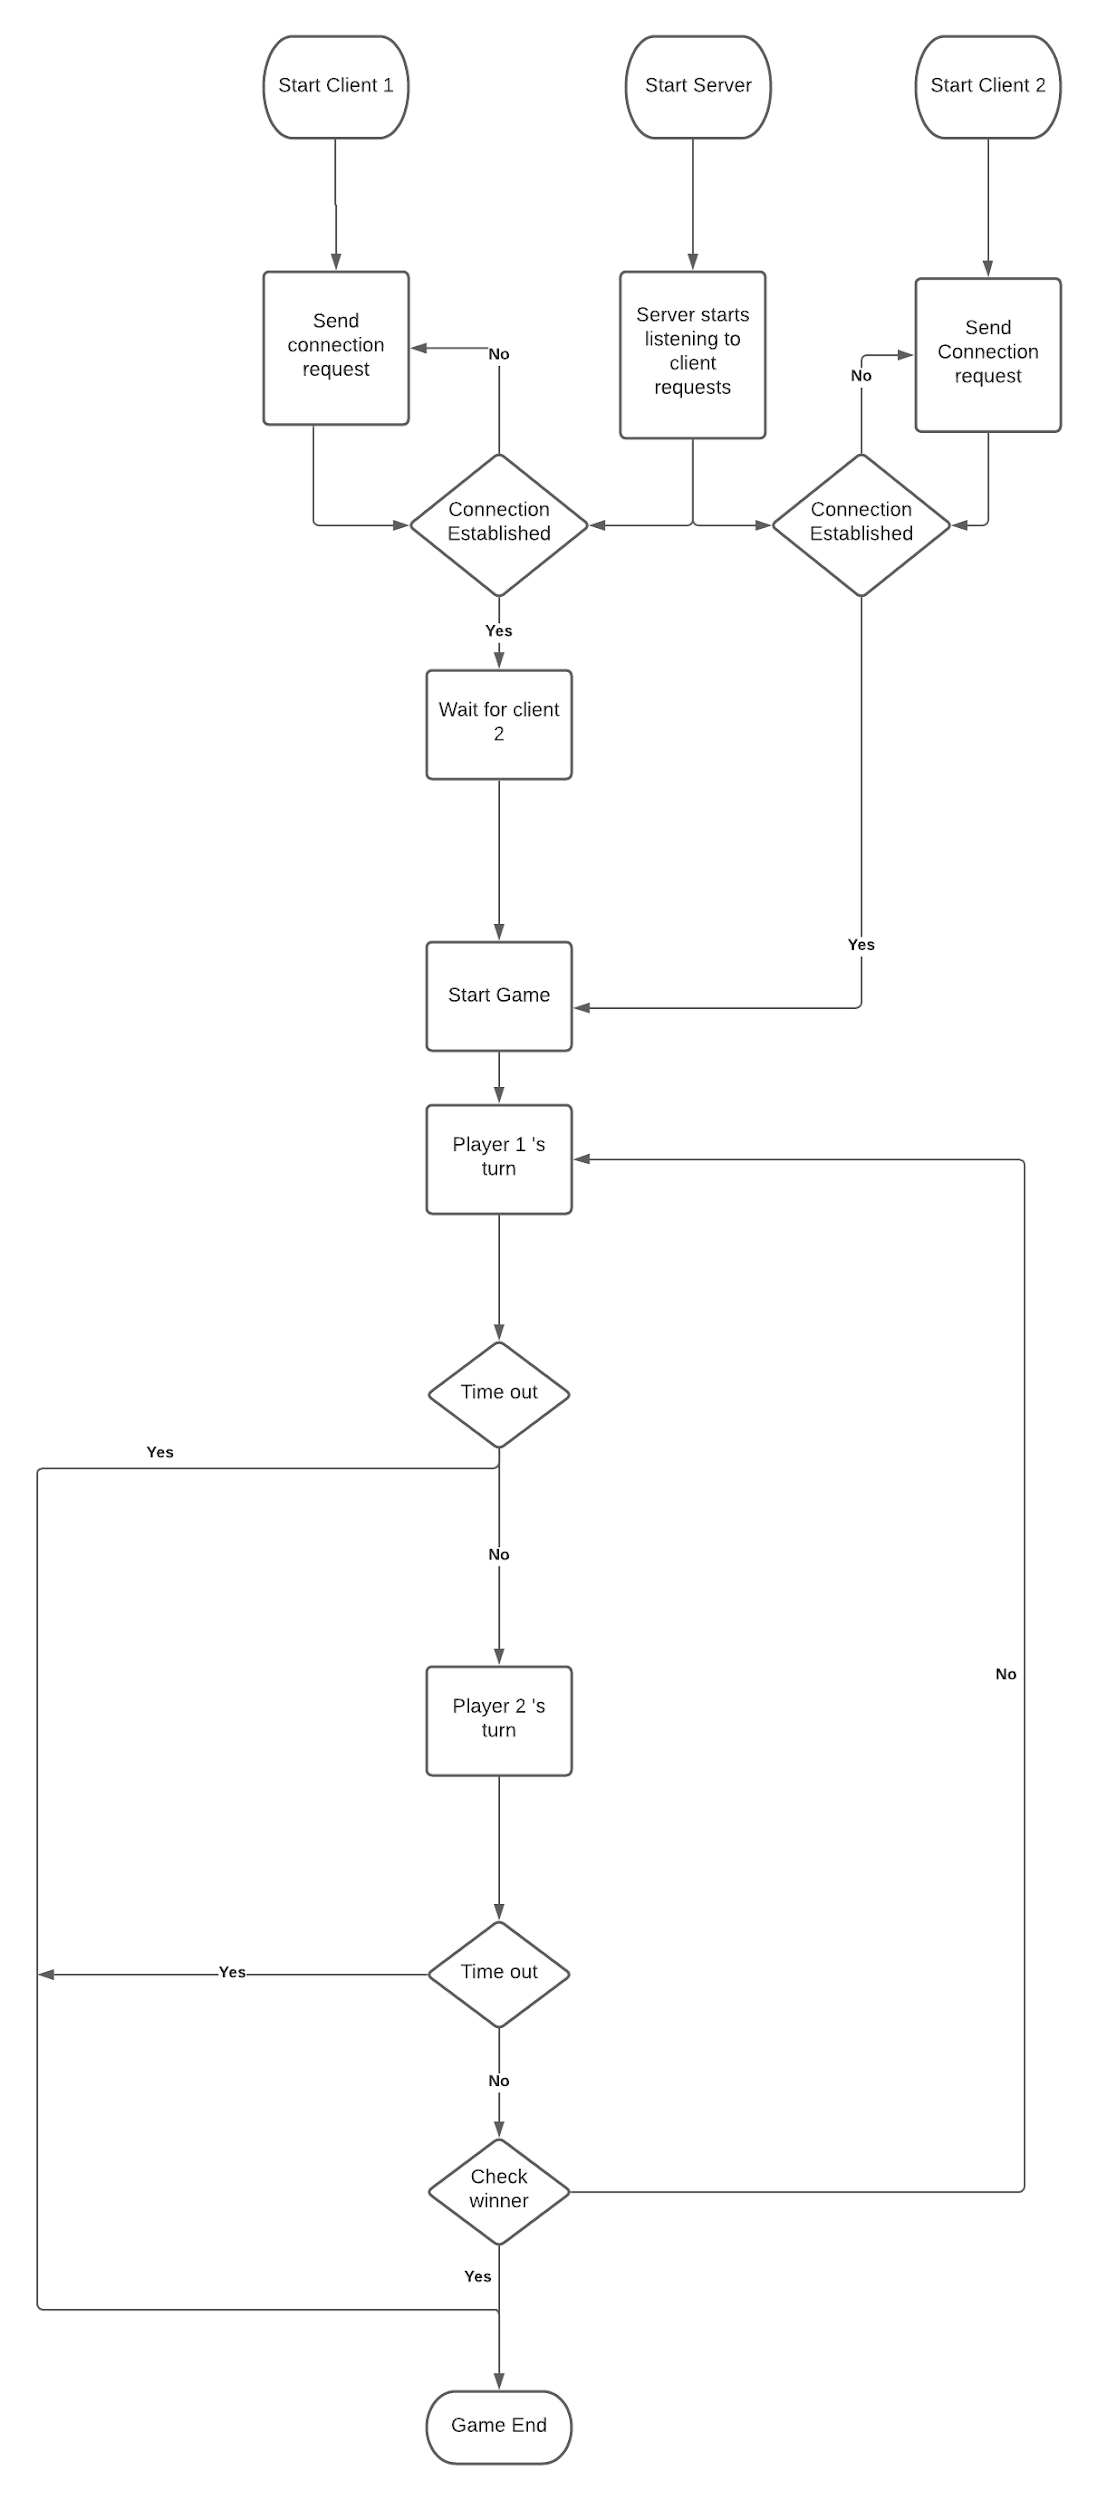 Start Client 1
Start Server
Start Client 2
Send
connection
request
Server starts
listening to
client
requests
Send
Connection
request
No
No
Connection
Established
Connection
Established
Yes
Wait for client
2
Yes
Start Game
Player 1 's
turn
Time out
Yes
No
No
Player 2 's
turn
Time out
Yes
No
Check
winner
Yes
Game End